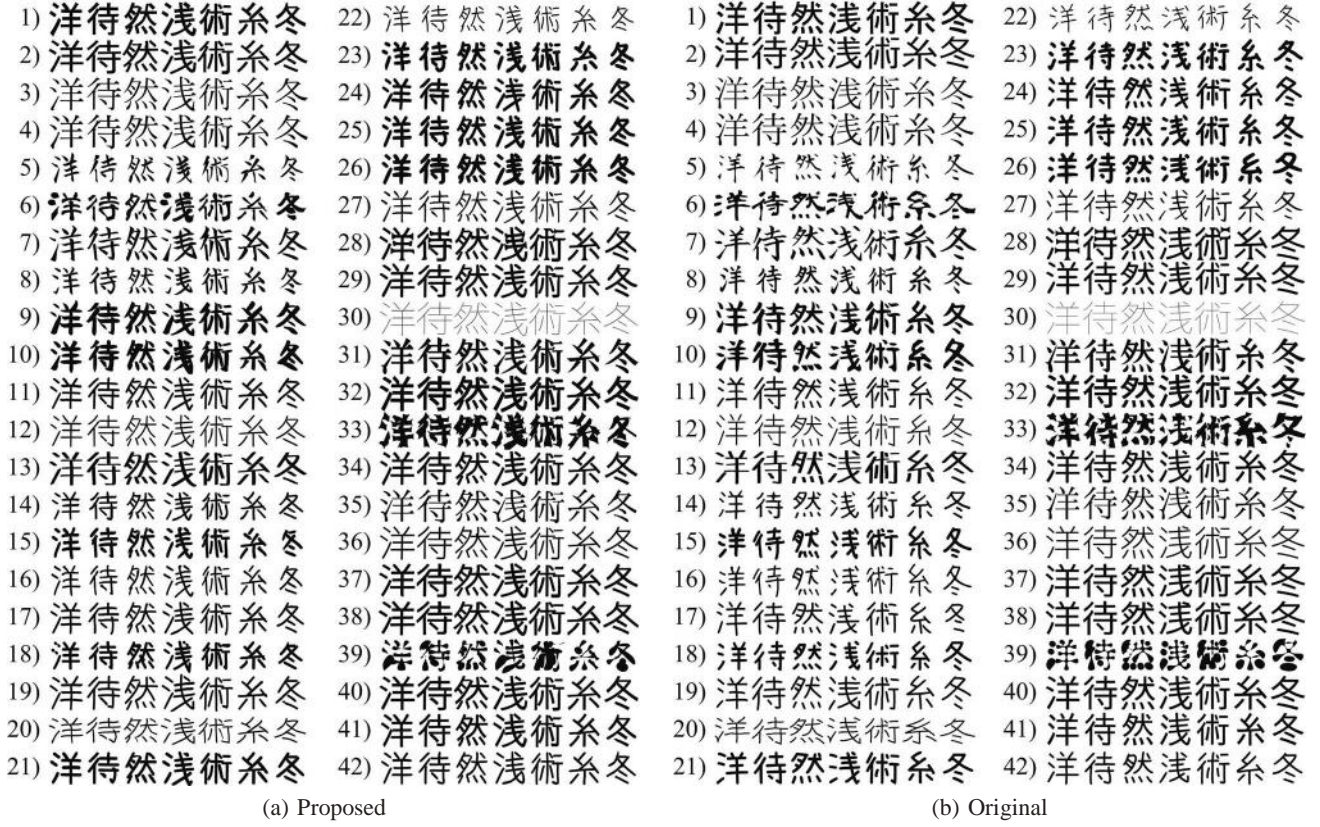 1) 洋待然浅術糸冬
2) 洋待然浅術糸冬
3) 洋待然浅術糸冬
4) 洋待然浅術糸冬
5) 洋待然浅術糸冬
6) 洋待然浅術糸冬
7) 洋待然浅術糸冬
8) 洋待然浅術糸冬
9) 洋待然浅術糸冬
10) 洋待然浅術糸冬
11) 洋待然浅術糸冬
12) 洋待然浅術糸冬
13) 洋待然浅術糸冬
14) 洋待然浅術糸冬
15) 洋待然浅術糸冬
16) 洋待然浅術糸冬
17) 洋待然浅術糸冬
18) 洋待然浅術糸冬
19) 洋待然浅術糸冬
20) 洋待然浅術糸冬
21) 洋待然浅術糸冬
22) 洋待然浅術糸冬
23) 洋待然浅術糸冬
24) 洋待然浅術糸冬
25) 洋待然浅術糸冬
26) 洋待然浅術糸冬
27) 洋待然浅術糸冬
28) 洋待然浅術糸冬
29) 洋待然浅術糸冬
30) 洋待然浅術糸冬
31) 洋待然浅術糸冬
32) 洋待然浅術糸冬
33) 洋待然浅術糸冬
34) 洋待然浅術糸冬
35) 洋待然浅術糸冬
36) 洋待然浅術糸冬
37) 洋待然浅術糸冬
38) 洋待然浅術糸冬
39) 洋待然浅術糸冬
40) 洋待然浅術糸冬
41) 洋待然浅術糸冬
42) 洋待然浅術糸冬
(a) Proposed
1) 洋待然浅術糸冬
2) 洋待然浅術糸冬
3) 洋待然浅術糸冬
4) 洋待然浅術糸冬
5) 洋待然浅術糸冬
6) 洋待然浅術糸冬
7) 洋待然浅術糸冬
8) 洋待然浅術糸冬
9) 洋待然浅術糸冬
10) 洋待然浅術糸冬
11) 洋待然浅術糸冬
12) 洋待然浅術糸冬
13) 洋待然浅術糸冬
14) 洋待然浅術糸冬
15) 洋待然浅術糸冬
16) 洋待然浅術糸冬
17) 洋待然浅術糸冬
18) 洋待然浅術糸冬
19) 洋待然浅術糸冬
20) 洋待然浅術糸冬
21) 洋待然浅術糸冬
22) 洋待然浅術糸冬
23) 洋待然浅術糸冬
24) 洋待然浅術糸冬
25) 洋待然浅術糸冬
26) 洋待然浅術糸冬
27) 洋待然浅術糸冬
28) 洋待然浅術糸冬
29) 洋待然浅術糸冬
30) 洋待然浅術糸冬
31) 洋待然浅術糸冬
32) 洋待然浅術糸冬
33) 洋待然浅術糸冬
34) 洋待然浅術糸冬
35) 洋待然浅術糸冬
36) 洋待然浅術糸冬
37) 洋待然浅術糸冬
38) 洋待然浅術糸冬
39) 洋待然浅術糸冬
40) 洋待然浅術糸冬
41) 洋待然浅術糸冬
42) 洋待然浅術糸冬
(b) Original